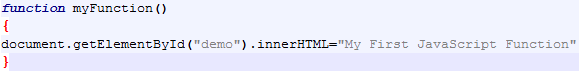 function myFunction()
{
document.getElementById("demo").innerHTML="My First JavaScript Function"
}